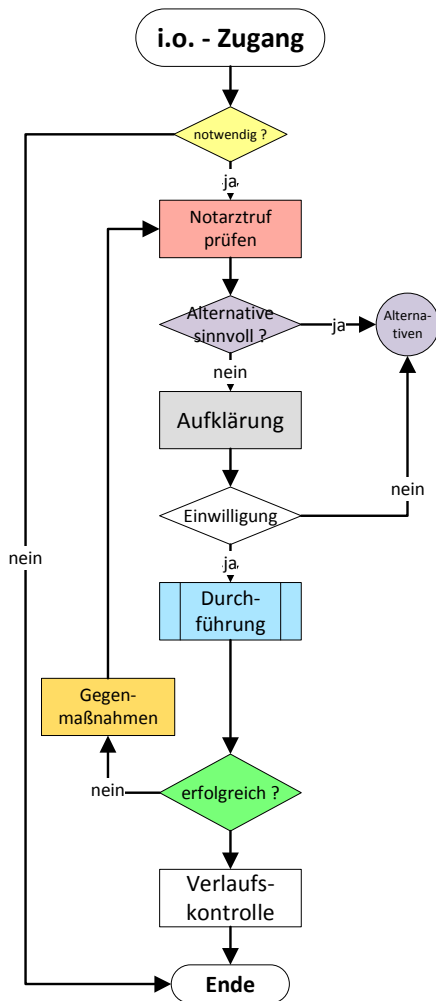 i.o. - Zugang
notwendig ?
ja
Notarztruf
prüfen
Alternative
sinnvoll ?
ja
Alterna-
tiven
nein
Aufklärung
Einwilligung
nein
ja
nein
Durch-
führung
Gegen-
maßnahmen
nein
erfolgreich ?
Verlaufs-
kontrolle
Ende